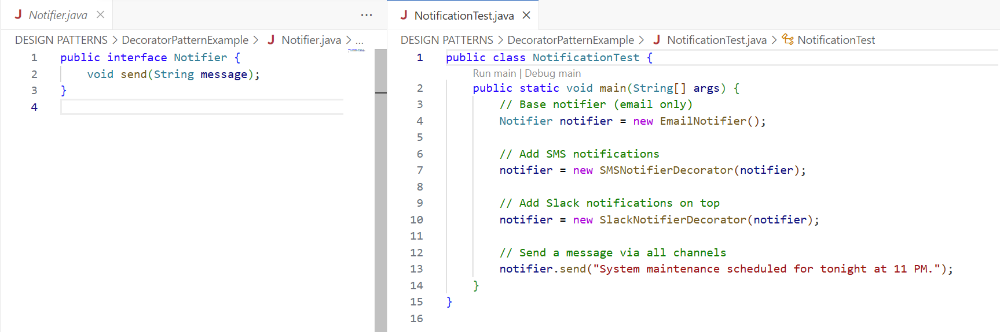 J Notifier.java × ...
DESIGN PATTERNS > DecoratorPatternExample > J Notifier.java > ...
1 public interface Notifier {
2     void send(String message);
3 }
4
J NotificationTest.java ×
DESIGN PATTERNS > DecoratorPatternExample > J NotificationTest.java > NotificationTest
1 public class NotificationTest {
Run main | Debug main
2     public static void main(String[] args) {
3         // Base notifier (email only)
4         Notifier notifier = new EmailNotifier();
5
6         // Add SMS notifications
7         notifier = new SMSNotifierDecorator(notifier);
8
9         // Add Slack notifications on top
10         notifier = new SlackNotifierDecorator(notifier);
11
12         // Send a message via all channels
13         notifier.send("System maintenance scheduled for tonight at 11 PM.");
14     }
15 }
16